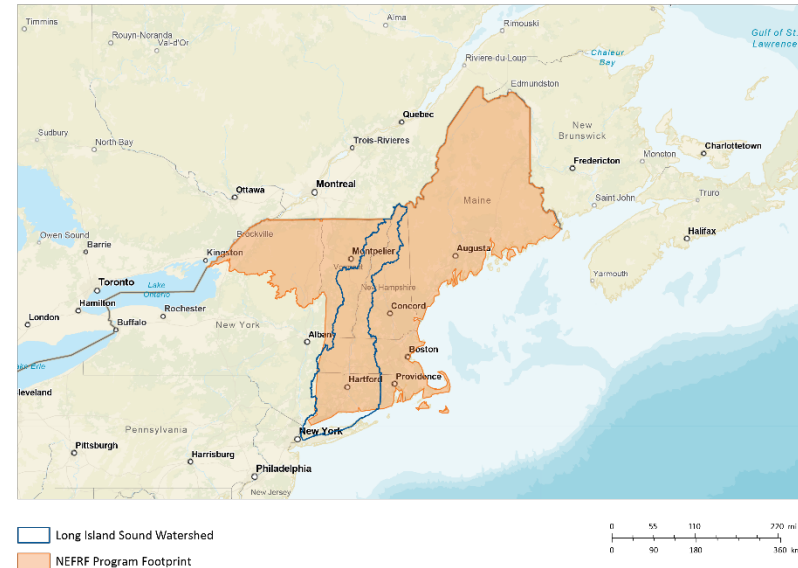 Timmins
Alma
Rimouski
Gulf of St.
Lawrence
Rouyn-Noranda
Val-d'Or
Chaleur
Bay
Riviere-du-Loup
Edmundston
Quebec
New
Brunswick
Sudbury
North Bay
Trois-Rivieres
Charlottetown
Moncton
Fredericton
Ottawa
Montreal
Maine
Saint John
Truro
Owen Sound
Brockville
Halifax
Barrie
Kingston
Montpelier
Augusta
Vermont
Yarmouth
Toronto
Lake
Ontario
New Hampshire
Hamilton
Rochester
Concord
London
Buffalo
New York
Albany
Boston
Lake Erie
Hartford
Providence
Cleveland
Pennsylvania
New York
Pittsburgh
Harrisburg
Philadelphia
New Jersey
Long Island Sound Watershed
0 55 110 220 mi
0 90 180 360 km
NEFRF Program Footprint